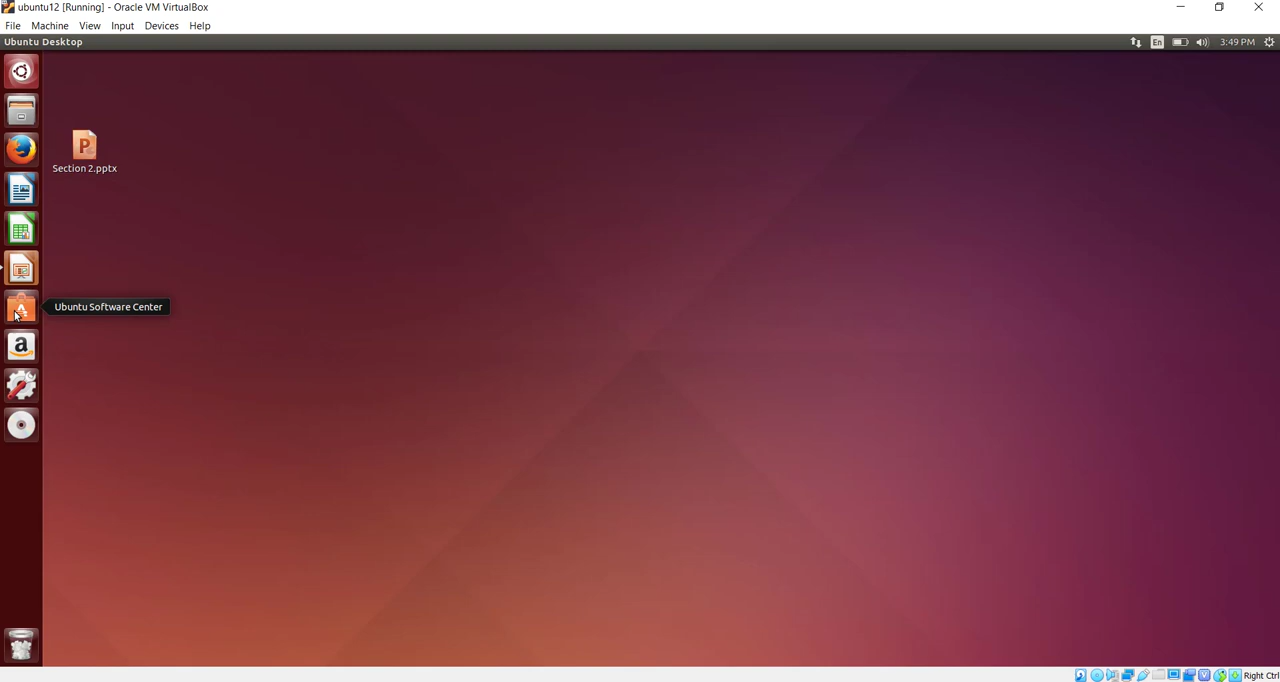 ubuntu12 [Running] - Oracle VM VirtualBox
File Machine View Input Devices Help
Ubuntu Desktop En 3:49 PM
P
Section 2.pptx
Ubuntu Software Center
a
Right Ctrl